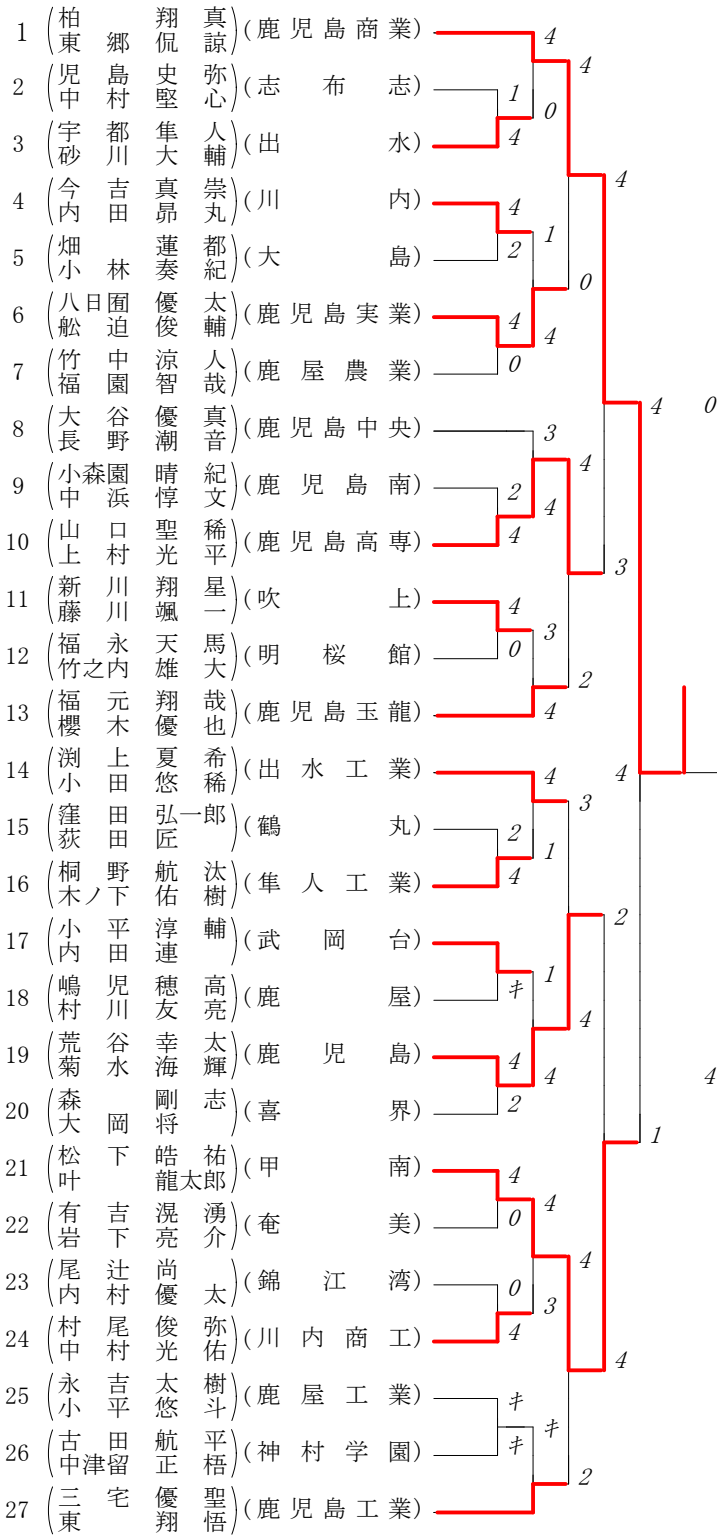 1 (柏 翔真 東郷侃諒)(鹿児島商業)
2 (児島史弥 中村堅心)(志布志)
3 (宇都隼人 砂川大輔)(出水)
4 (今吉真崇 内田昴丸)(川内)
5 (畑 蓮都 小林奏紀)(大島)
6 (八日囿優太 舩迫俊輔)(鹿児島実業)
7 (竹中涼人 福園智哉)(鹿屋農業)
8 (大谷優真 長野潮音)(鹿児島中央)
9 (小森園晴紀 中浜惇文)(鹿児島南)
10 (山口聖稀 上村光平)(鹿児島高専)
11 (新川翔星 藤川颯一)(吹上)
12 (福永天馬 竹之内雄大)(明桜館)
13 (福元翔哉 櫻木優也)(鹿児島玉龍)
14 (渕上夏希 小田悠稀)(出水工業)
15 (窪田弘一郎 荻田匠)(鶴丸)
16 (桐野航汰 木ノ下佑樹)(隼人工業)
17 (小平淳輔 内田連)(武岡台)
18 (嶋児穂高 村川友亮)(鹿屋)
19 (荒谷幸太 菊水海輝)(鹿児島)
20 (森 剛志 大岡将)(喜界)
21 (松下皓祐 叶 龍太郎)(甲南)
22 (有吉滉湧 岩下亮介)(奄美)
23 (尾辻尚 内村優太)(錦江湾)
24 (村尾俊弥 中村光佑)(川内商工)
25 (永吉太樹 小平悠斗)(鹿屋工業)
26 (古田航平 中津留正梧)(神村学園)
27 (三宅優聖 東 翔悟)(鹿児島工業)
4
1
4
0
4
2
4
0
1
4
4
0
4
2
4
3
4
4
0
3
4
4
2
3
4
2
4
4
1
3
キ
4
2
1
4
4
2
4
0
0
4
4
3
キ
キ
キ
4
2
4
1
4
0
4